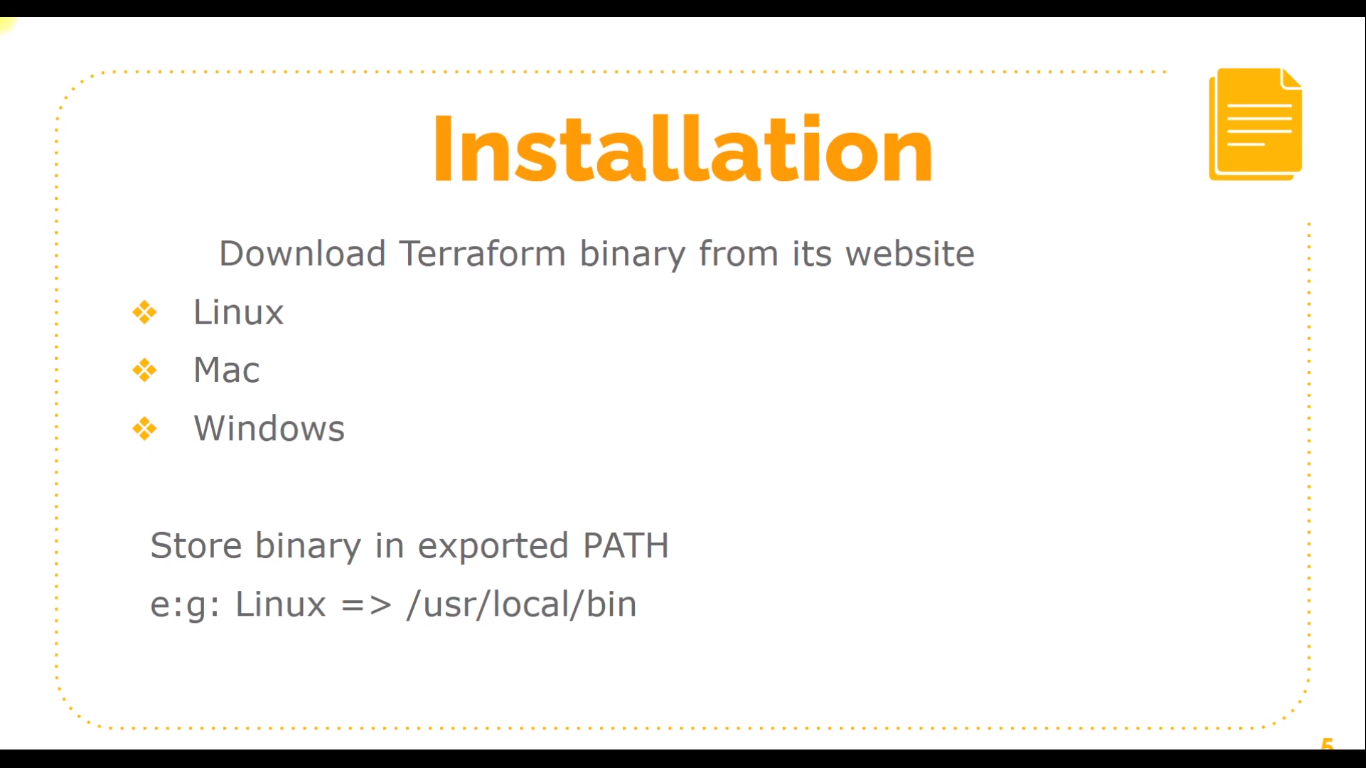 Installation
Download Terraform binary from its website
Linux
Mac
Windows
Store binary in exported PATH
e:g: Linux => /usr/local/bin
5